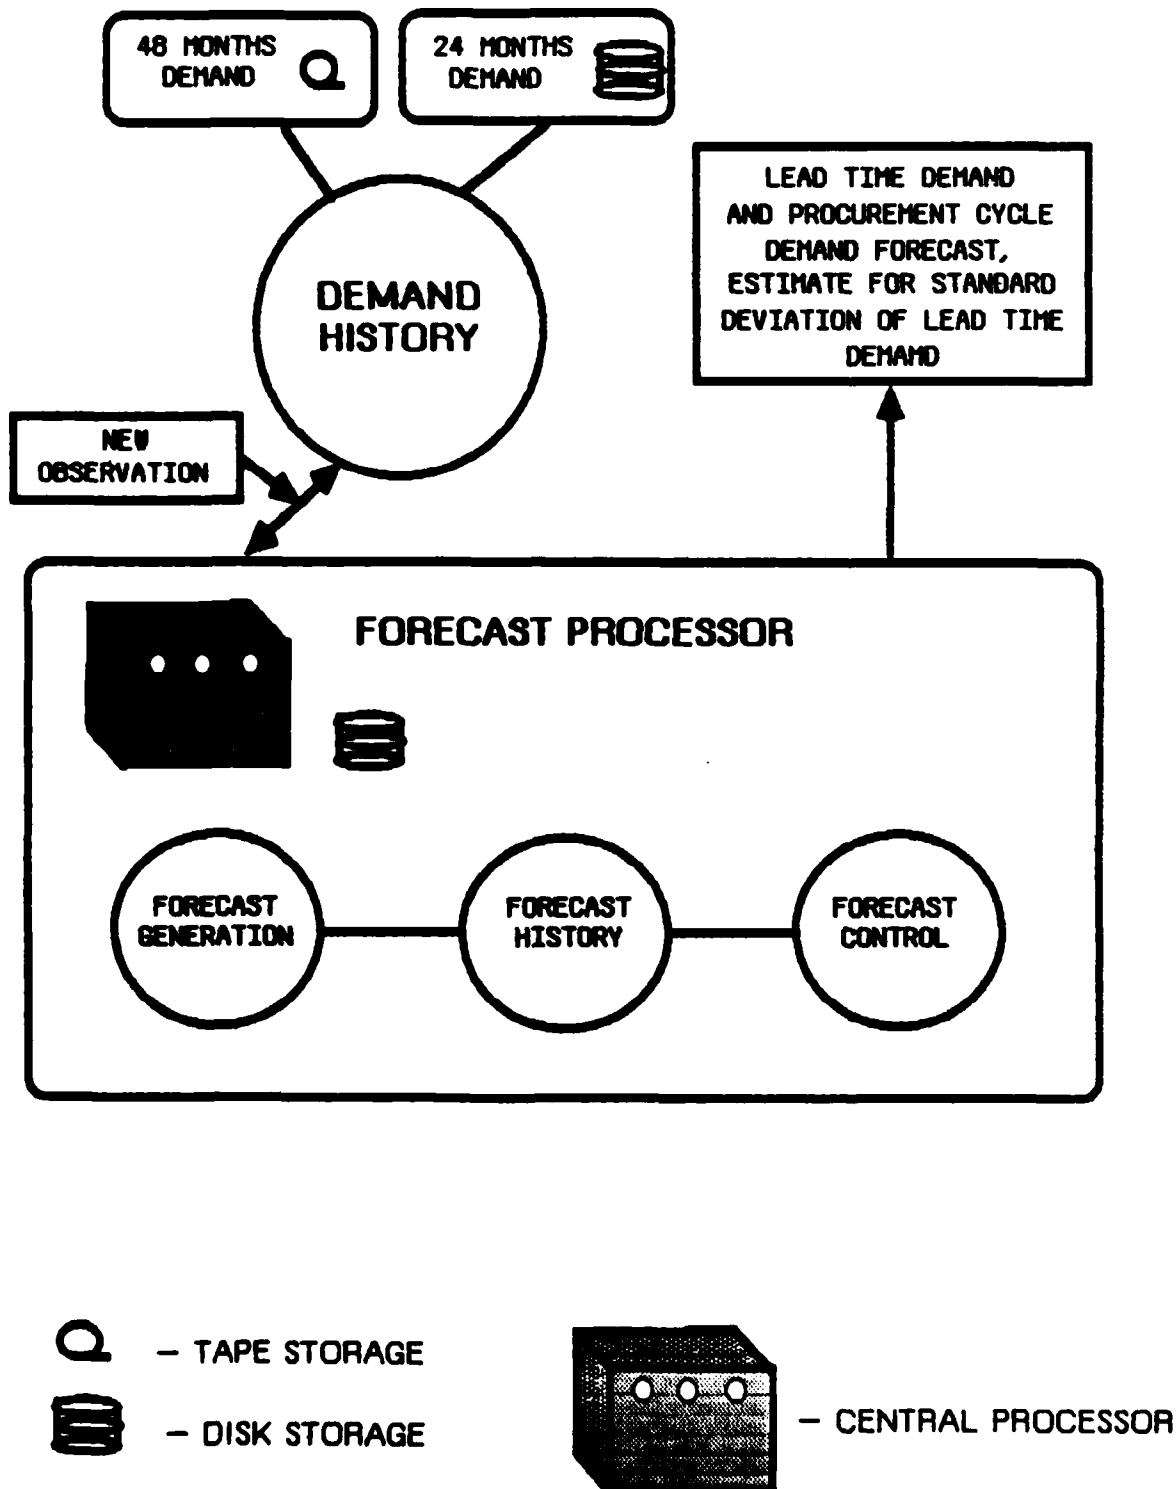 48 MONTHS
DEMAND
24 MONTHS
DEMAND
LEAD TIME DEMAND
AND PROCUREMENT CYCLE
DEMAND FORECAST,
ESTIMATE FOR STANDARD
DEVIATION OF LEAD TIME
DEMAMD
DEMAND
HISTORY
NEW
OBSERVATION
FORECAST PROCESSOR
FORECAST
GENERATION
FORECAST
HISTORY
FORECAST
CONTROL
– TAPE STORAGE
– DISK STORAGE
– CENTRAL PROCESSOR